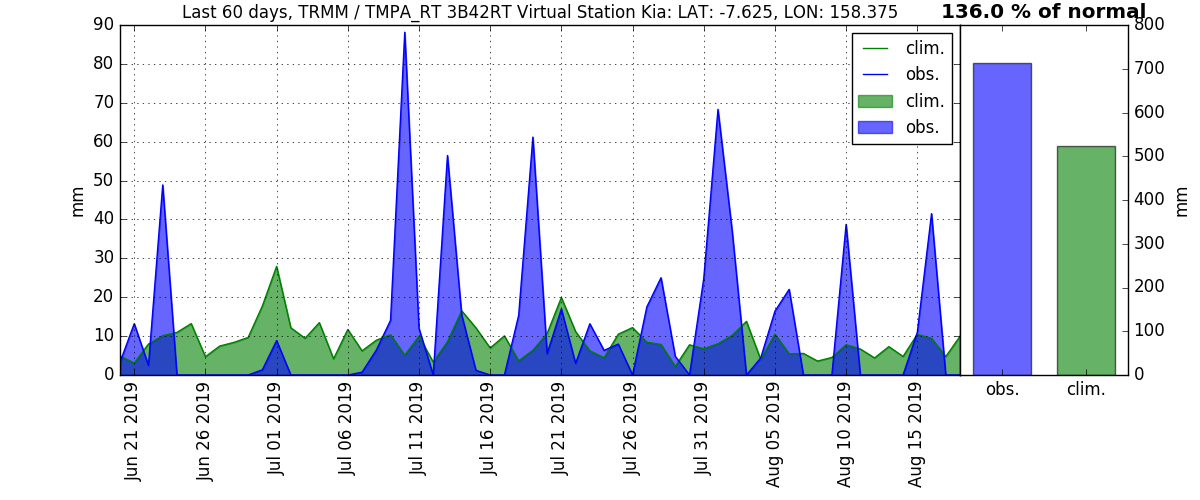 Last 60 days, TRMM / TMPA_RT 3B42RT Virtual Station Kia: LAT: -7.625, LON: 158.375
136.0 % of normal
90
80
70
60
50
40
30
20
10
0
mm
clim.
obs.
clim.
obs.
Jun 21 2019
Jun 26 2019
Jul 01 2019
Jul 06 2019
Jul 11 2019
Jul 16 2019
Jul 21 2019
Jul 26 2019
Jul 31 2019
Aug 05 2019
Aug 10 2019
Aug 15 2019
800
700
600
500
400
300
200
100
0
mm
obs.
clim.